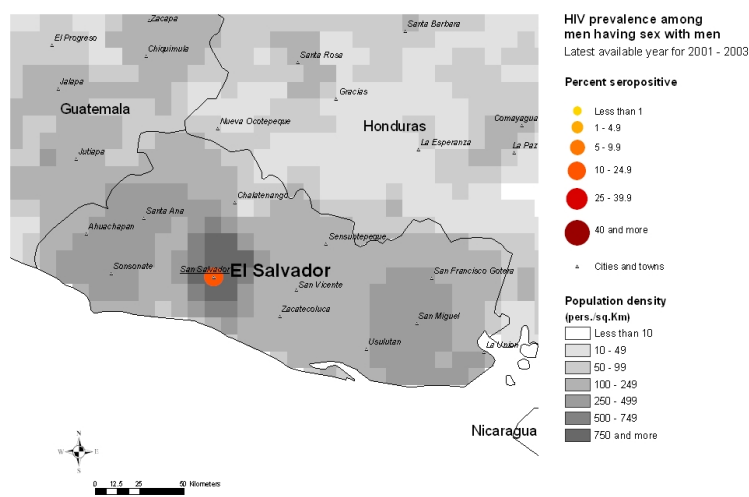 Zacapa
Santa Barbara
El Progreso
Chiquimula
Santa Rosa
Jalapa
Gracias
Guatemala
Nueva Ocotepeque
Honduras
Comayagua
La Esperanza
La Paz
Jutiapa
Chalatenango
Santa Ana
Ahuachapan
Sensuntepeque
San Salvador
El Salvador
Sonsonate
San Francisco Gotera
San Vicente
Zacatecoluca
San Miguel
Usulutan
La Union
Nicaragua
N
W E
S
0 12.5 25 50 Kilometers
HIV prevalence among
men having sex with men
Latest available year for 2001 - 2003
Percent seropositive
Less than 1
1 - 4.9
5 - 9.9
10 - 24.9
25 - 39.9
40 and more
Cities and towns
Population density
(pers./sq.Km)
Less than 10
10 - 49
50 - 99
100 - 249
250 - 499
500 - 749
750 and more